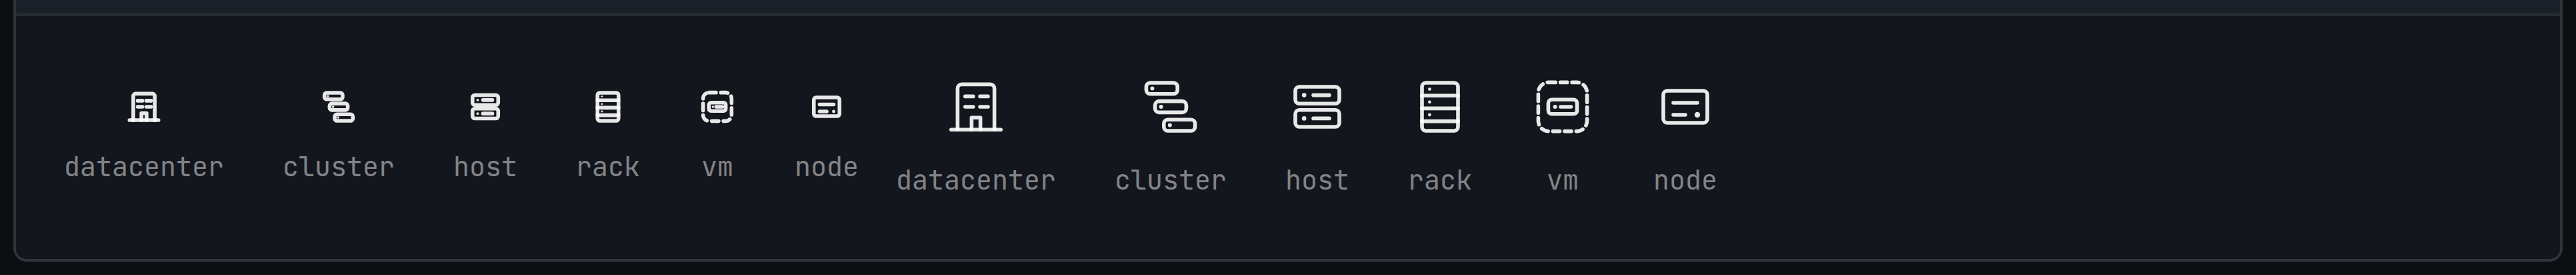 datacenter cluster host rack vm node datacenter cluster host rack vm node